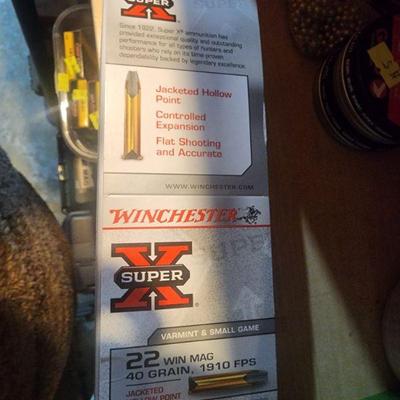 SUPER
Since 1922, Super X® ammunition has
provided exceptional quality and outstanding
performance for all types of hunters and
shooters who rely on its time-proven
dependability backed by legendary excellence.
Jacketed Hollow
Point
Controlled
Expansion
Flat Shooting
and Accurate
WWW.WINCHESTER.COM
WINCHESTER
X
SUPER
®
VARMINT & SMALL GAME
22 WIN MAG
40 GRAIN, 1910 FPS
JACKETED
HOLLOW POINT